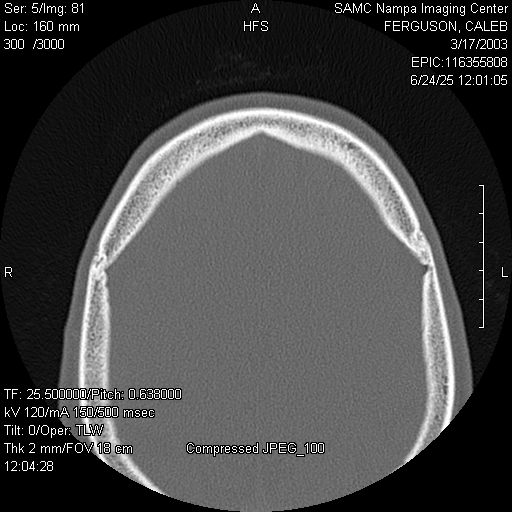 Ser: 5/Img: 81
Loc: 160 mm
300 /3000
A
HFS
SAMC Nampa Imaging Center
FERGUSON, CALEB
3/17/2003
EPIC:116355808
6/24/25 12:01:05
R
L
TF: 25.500000/Pitch: 0.638000
kV 120/mA 150/500 msec
Tilt: 0/Oper: TLW
Thk 2 mm/FOV 18 cm
12:04:28
Compressed JPEG_100